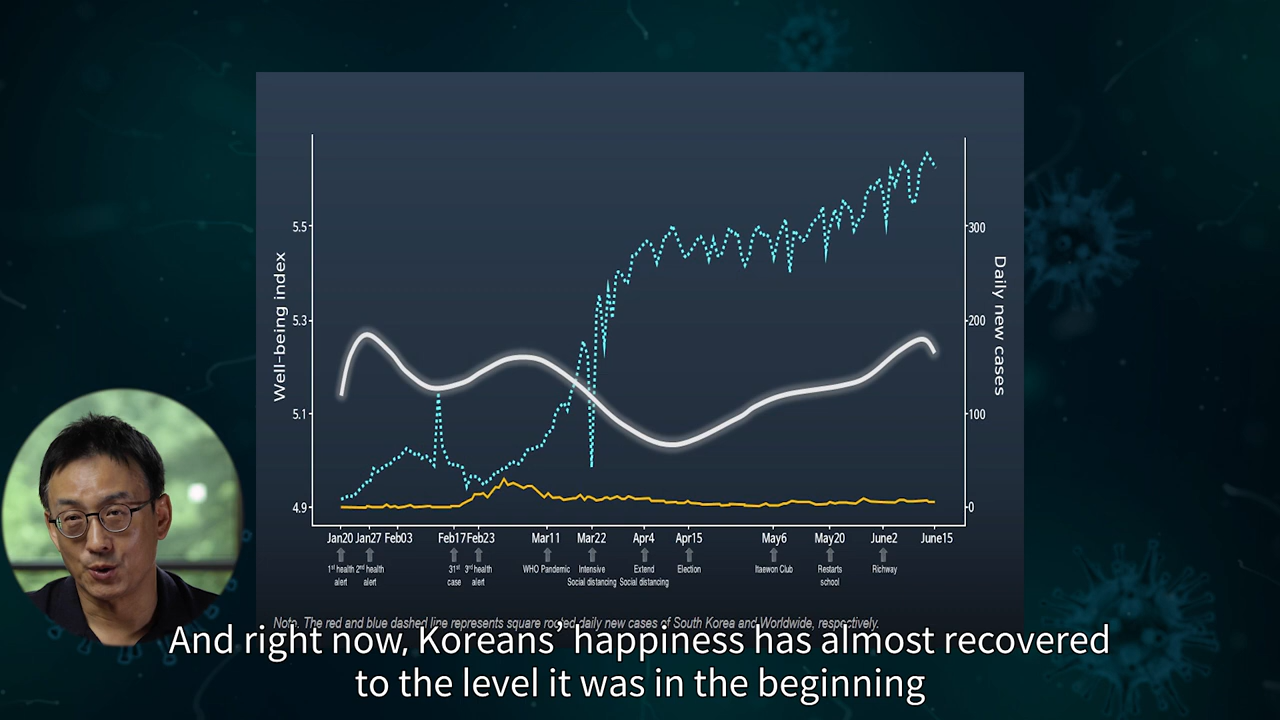 5.5
5.3
5.1
4.9
Well-being index
300
200
100
0
Daily new cases
Jan20 Jan27 Feb03 Feb17 Feb23 Mar11 Mar22 Apr4 Apr15 May6 May20 June2 June15
1st health alert
2nd health alert
31st case
3rd health alert
WHO Pandemic
Intensive Social distancing
Extend Social distancing
Election
Itaewon Club
Restarts school
Richway
Note. The red and blue dashed line represents square rooted daily new cases of South Korea and Worldwide, respectively.
And right now, Koreans’ happiness has almost recovered
to the level it was in the beginning